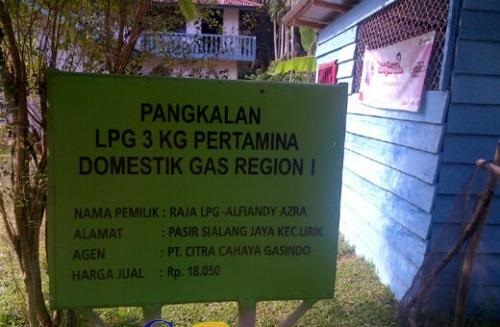 PANGKALAN
LPG 3 KG PERTAMINA
DOMESTIK GAS REGION I
NAMA PEMILIK : RAJA LPG -ALFIANDY AZRA
ALAMAT : PASIR SIALANG JAYA KEC.LIRIK
AGEN : PT. CITRA CAHAYA GASINDO
HARGA JUAL : Rp. 18.050